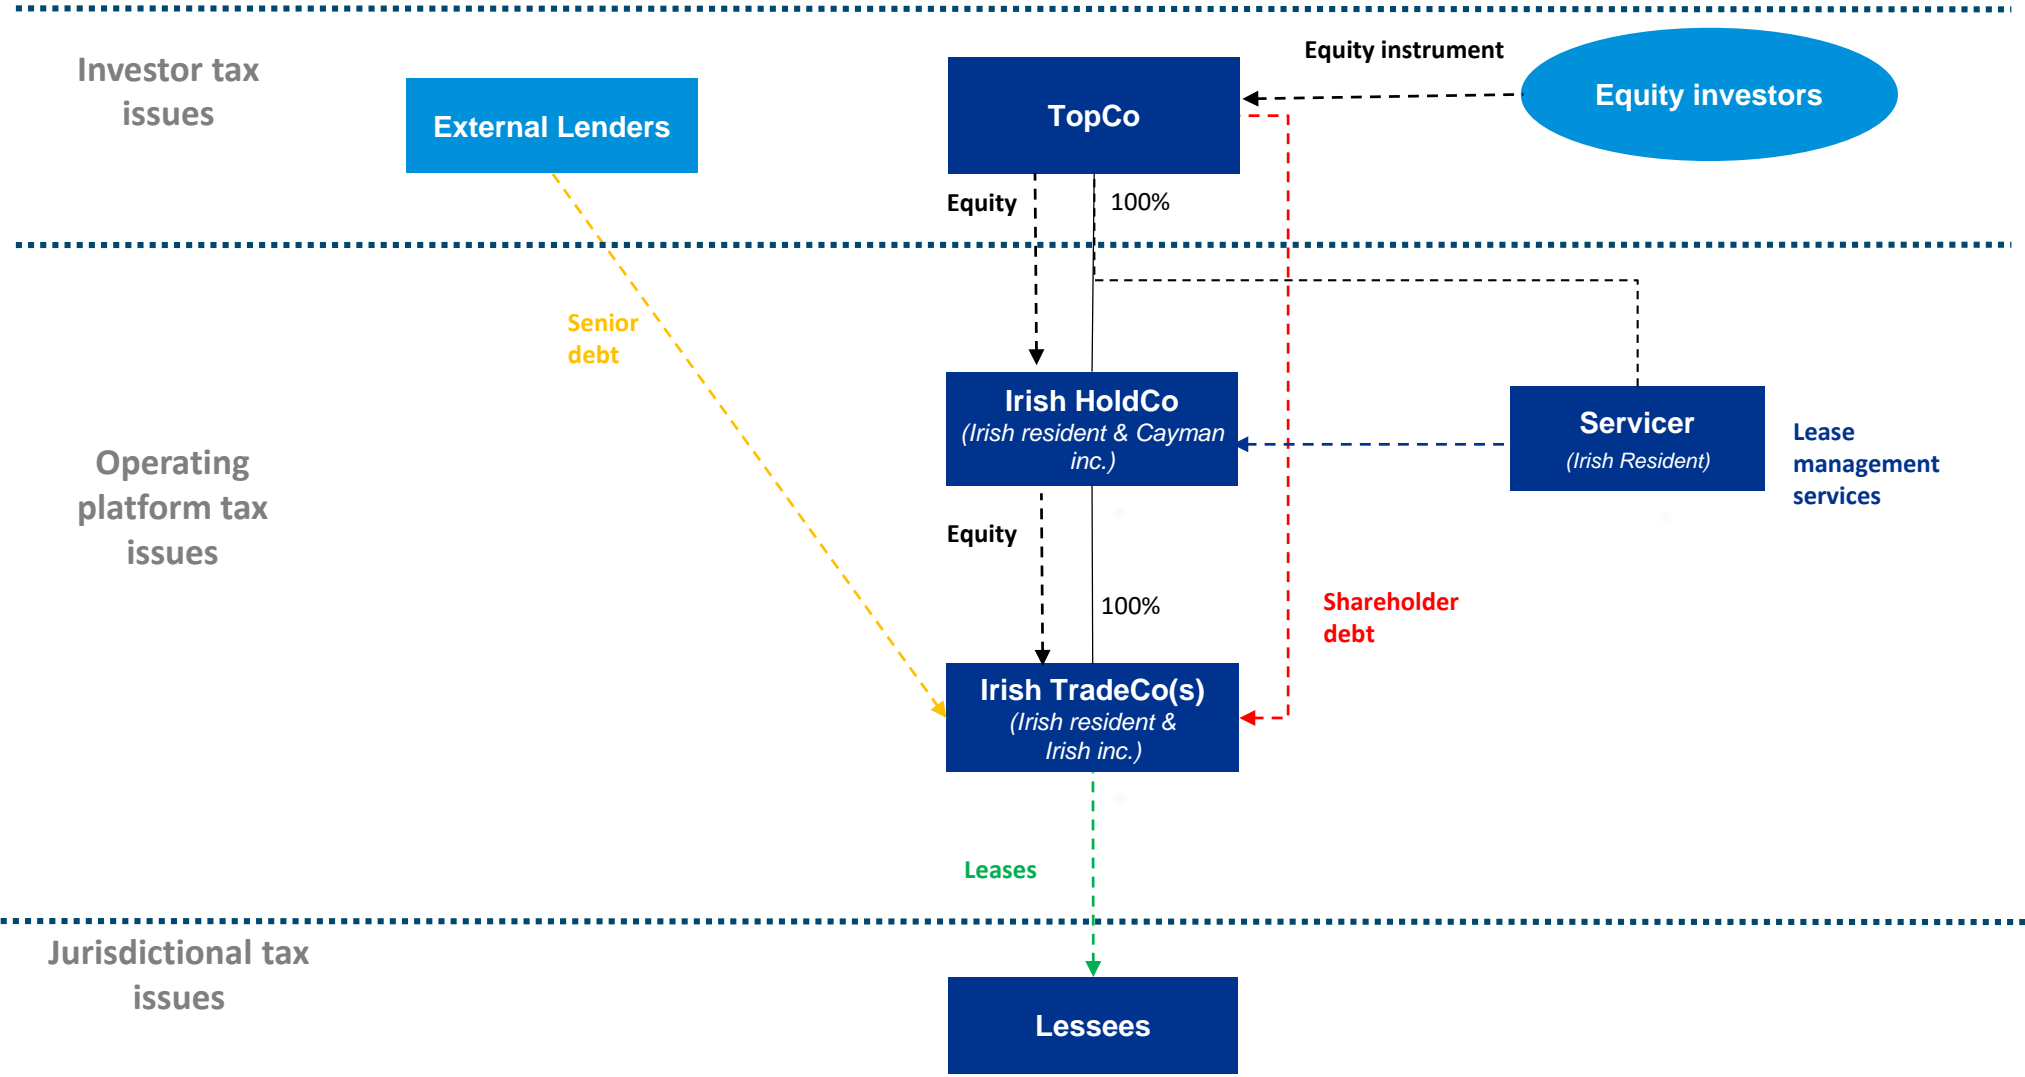 Investor tax
issues
External Lenders
TopCo
Equity instrument
Equity investors
Equity
100%
Senior
debt
Operating
platform tax
issues
Irish HoldCo
(Irish resident & Cayman
inc.)
Servicer
(Irish Resident)
Lease
management
services
Equity
100%
Shareholder
debt
Irish TradeCo(s)
(Irish resident &
Irish inc.)
Leases
Jurisdictional tax
issues
Lessees